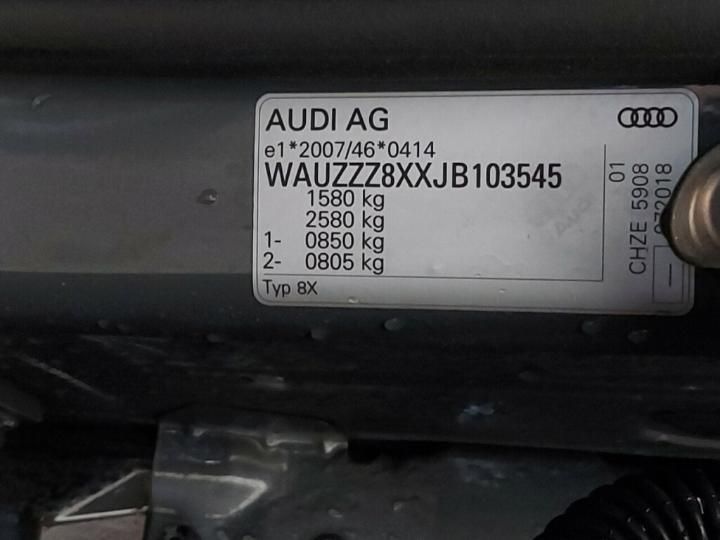 AUDI AG
e1*2007/46*0414
WAUZZZ8XXJB103545
1580 kg
2580 kg
1- 0850 kg
2- 0805 kg
Typ 8X
01
CHZE 5908